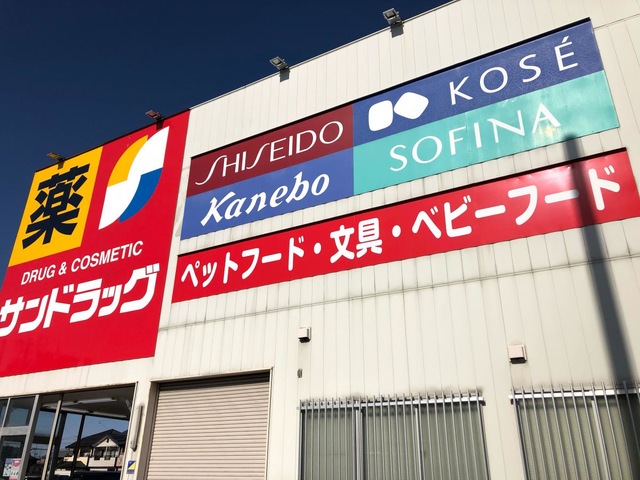 薬
DRUG & COSMETIC
サンドラッグ
SHISEIDO
KOSÉ
Kanebo
SOFINA
ペットフード・文具・ベビーフード